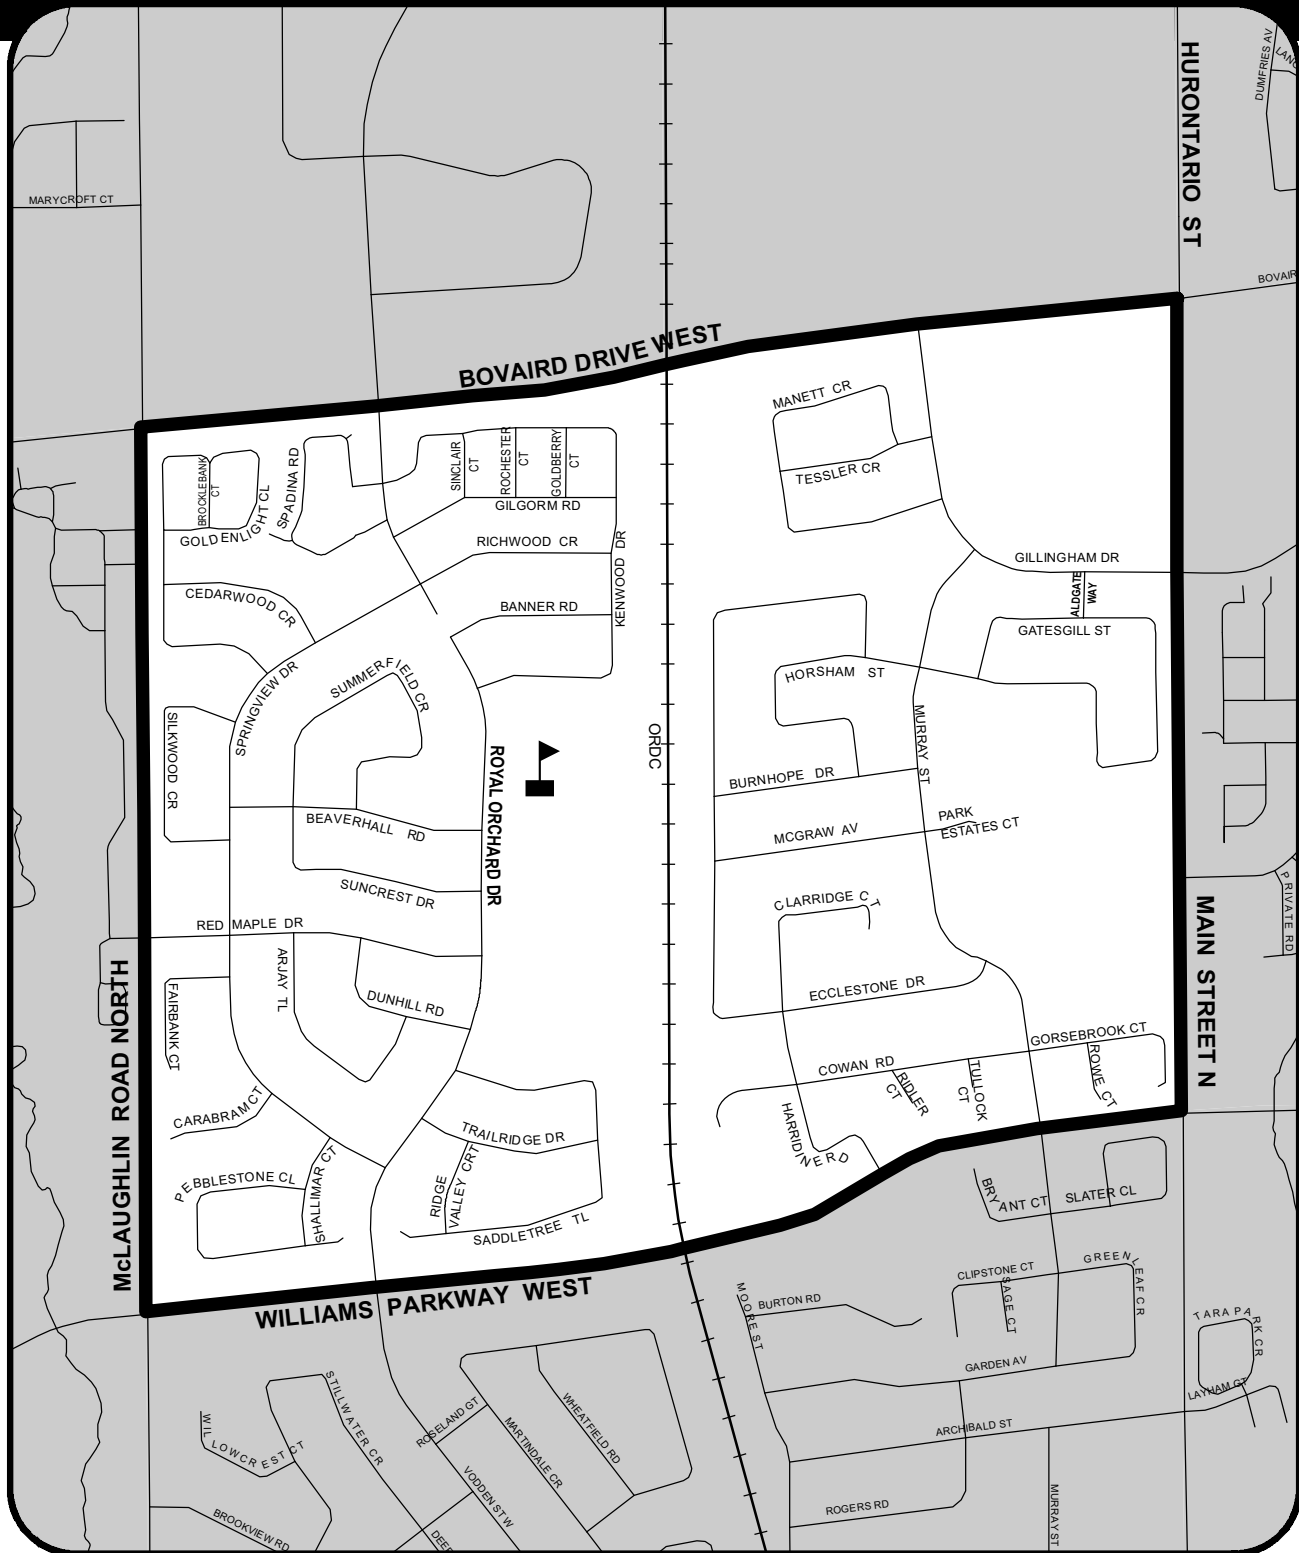 DUMFRIES AV
HURONTARIO ST
MARYCROFT CT
BOVAIR
BOVAIRD DRIVE WEST
MANETT CR
TESSLER CR
SINCLAIR
CT
ROCHESTER
CT
GOLDBERRY
CT
BROCKLEBANK
CT
SPADINA RD
GOLDENLIGHT CL
GILGORM RD
RICHWOOD CR
KENWOOD DR
GILLINGHAM DR
ALDGATE
WAY
CEDARWOOD CR
BANNER RD
GATESGILL ST
SPRINGVIEW DR
SUMMERFIELD CR
HORSHAM ST
SILKWOOD CR
ROYAL ORCHARD DR
ORDC
MURRAY ST
BURNHOPE DR
BEAVERHALL RD
MCGRAW AV
PARK
ESTATES CT
SUNCREST DR
CLARRIDGE CT
PRIVATE RD
RED MAPLE DR
MAIN STREET N
ARJAY TL
FAIRBANK CT
DUNHILL RD
ECCLESTONE DR
McLAUGHLIN ROAD NORTH
GORSEBROOK CT
COWAN RD
RIDLER
CT
TULLOCK
CT
ROWE CT
CARABRAM CT
HARRIDINE RD
TRAILRIDGE DR
PEBBLESTONE CL
SHALLIMAR CT
RIDGE
VALLEY CRT
SADDLETREE TL
BRYANT CT
SLATER CL
WILLIAMS PARKWAY WEST
CLIPSTONE CT
GREENLEAF CR
SAGE CT
MOORE ST
BURTON RD
TARA PARK CR
GARDEN AV
LAYHAM GT
STILLWATER CR
ROSELAND GT
MARTINDALE CR
WHEATFIELD RD
ARCHIBALD ST
WILLOWCREST CT
VODDEN ST W
ROGERS RD
MURRAY ST
BROOKVIEW RD
DEER